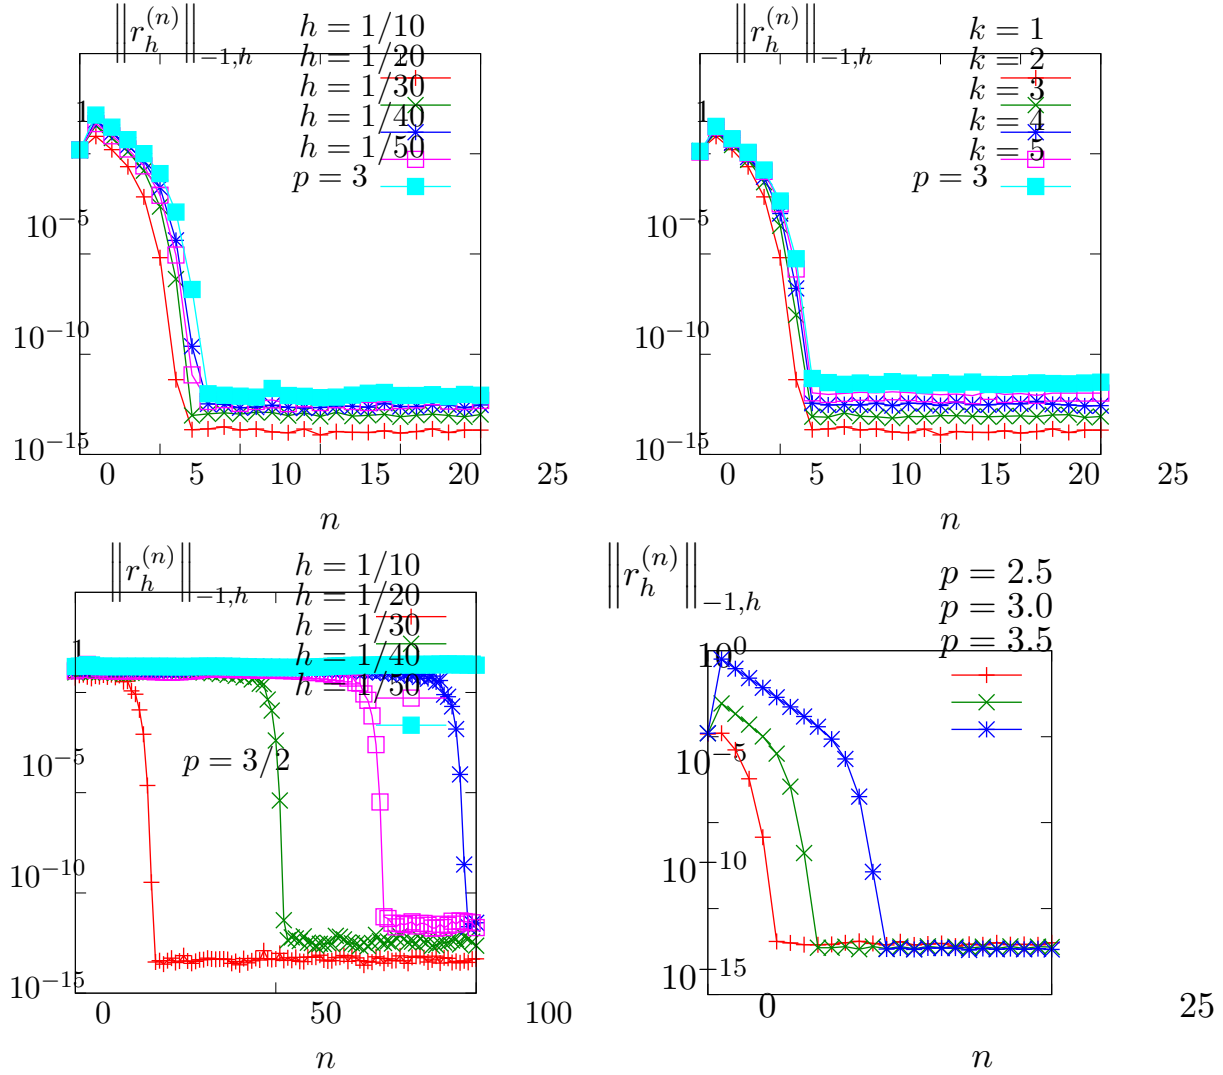 ‖r_h^{(n)}‖_{-1,h}
h = 1/10
h = 1/20
h = 1/30
h = 1/40
h = 1/50
p = 3
1
10^{-5}
10^{-10}
10^{-15}
0 5 10 15 20 25
n
‖r_h^{(n)}‖_{-1,h}
k = 1
k = 2
k = 3
k = 4
k = 5
p = 3
1
10^{-5}
10^{-10}
10^{-15}
0 5 10 15 20 25
n
‖r_h^{(n)}‖_{-1,h}
h = 1/10
h = 1/20
h = 1/30
h = 1/40
h = 1/50
1
p = 3/2
10^{-5}
10^{-10}
10^{-15}
0 50 100
n
‖r_h^{(n)}‖_{-1,h}
p = 2.5
p = 3.0
p = 3.5
10^0
10^{-5}
10^{-10}
10^{-15}
0 25
n